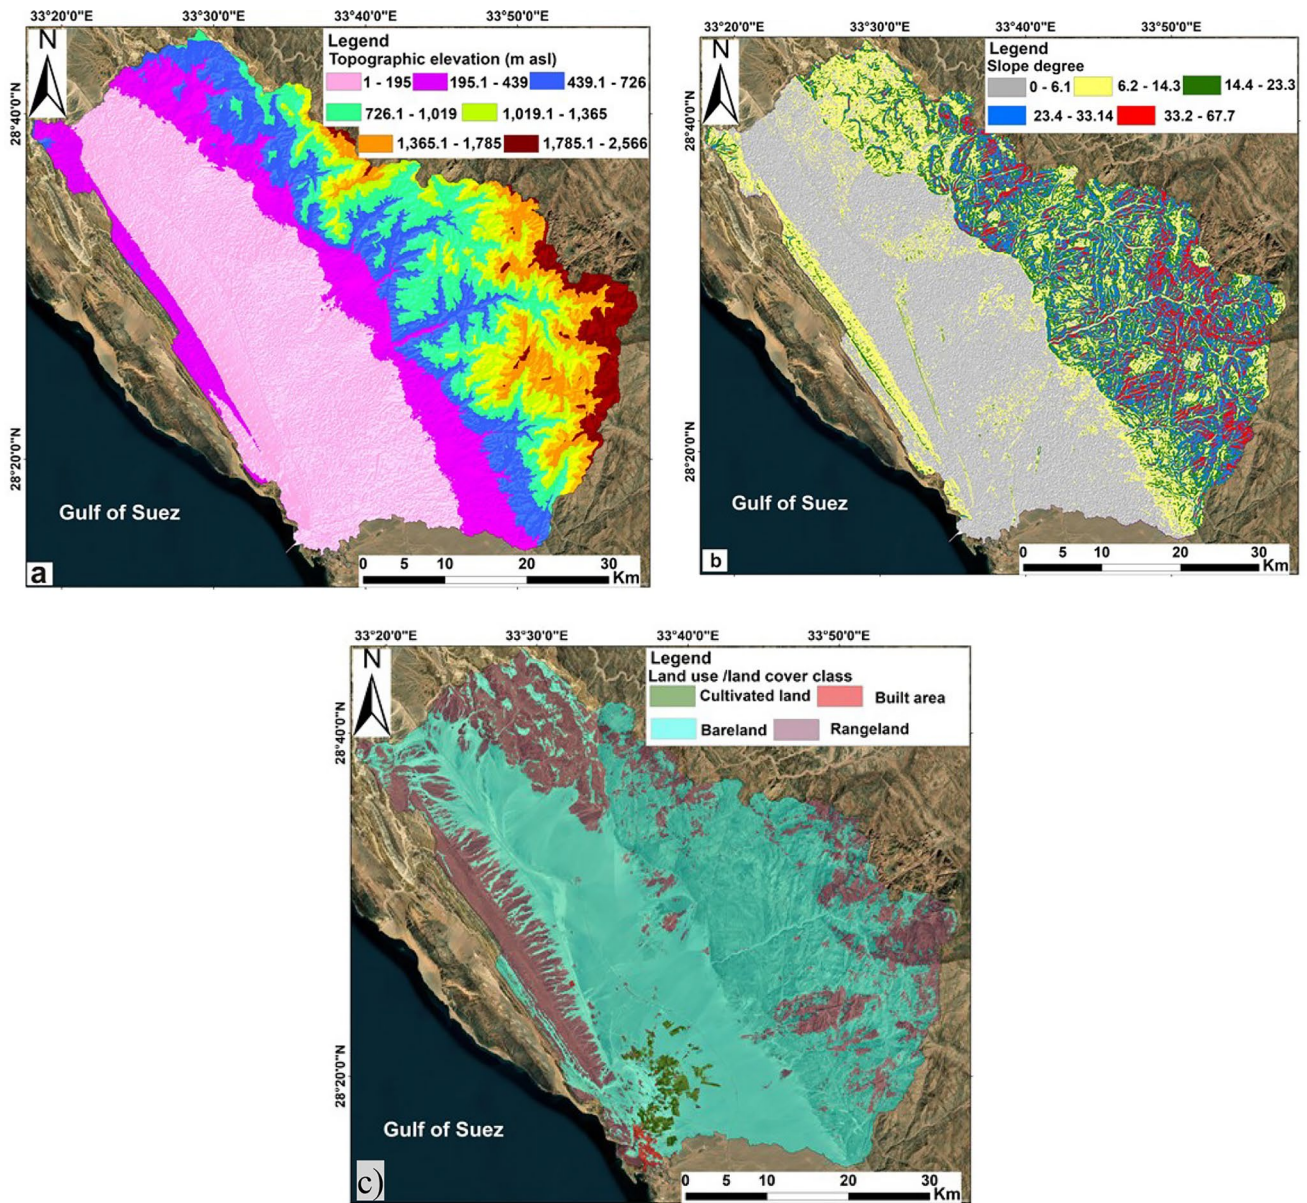 33°20'0"E 33°30'0"E 33°40'0"E 33°50'0"E
N
Legend
Topographic elevation (m asl)
1 - 195 195.1 - 439 439.1 - 726
726.1 - 1,019 1,019.1 - 1,365
1,365.1 - 1,785 1,785.1 - 2,566
28°40'0"N
28°20'0"N
Gulf of Suez
a
0 5 10 20 30
Km
33°20'0"E 33°30'0"E 33°40'0"E 33°50'0"E
N
Legend
Slope degree
0 - 6.1 6.2 - 14.3 14.4 - 23.3
23.4 - 33.14 33.2 - 67.7
28°40'0"N
28°20'0"N
Gulf of Suez
b
0 5 10 20 30
Km
33°20'0"E 33°30'0"E 33°40'0"E 33°50'0"E
N
Legend
Land use /land cover class
Cultivated land Built area
Bareland Rangeland
28°40'0"N
28°20'0"N
Gulf of Suez
c)
0 5 10 20 30
Km